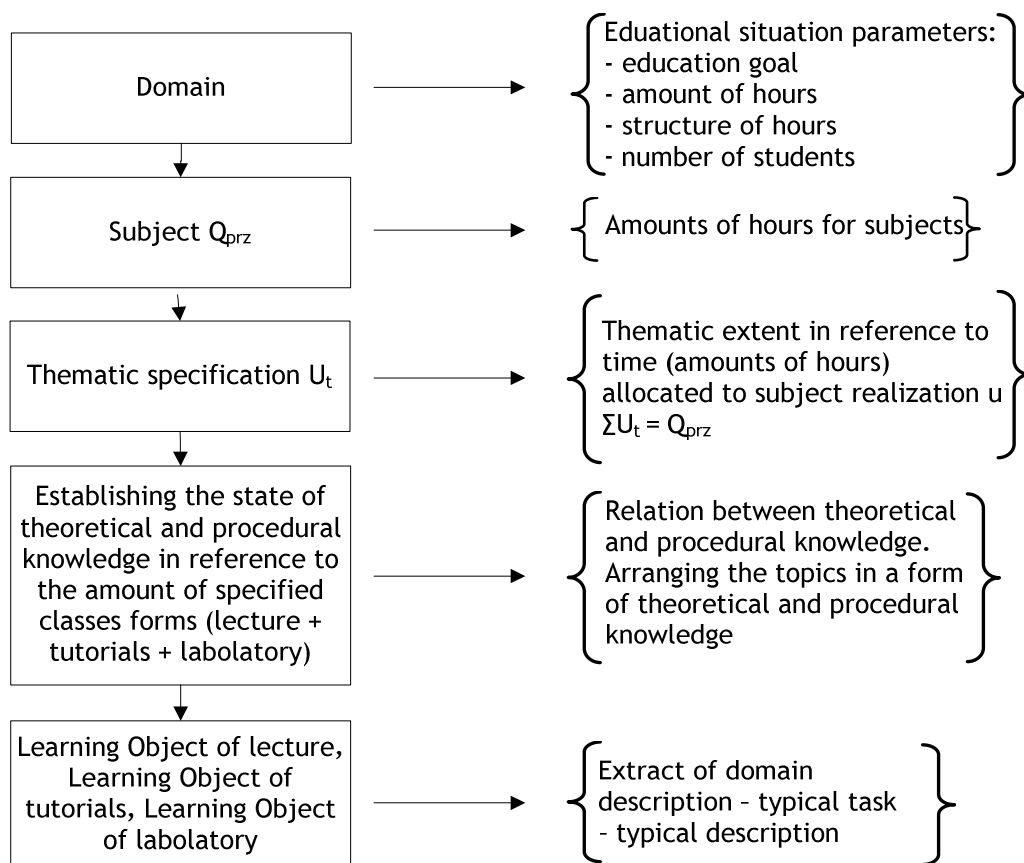 Domain
Eduational situation parameters:
- education goal
- amount of hours
- structure of hours
- number of students
Subject Qprz
Amounts of hours for subjects
Thematic specification Ut
Thematic extent in reference to
time (amounts of hours)
allocated to subject realization u
ΣUt = Qprz
Establishing the state of
theoretical and procedural
knowledge in reference to
the amount of specified
classes forms (lecture +
tutorials + labolatory)
Relation between theoretical
and procedural knowledge.
Arranging the topics in a form
of theoretical and procedural
knowledge
Learning Object of lecture,
Learning Object of
tutorials, Learning Object
of labolatory
Extract of domain
description – typical task
– typical description